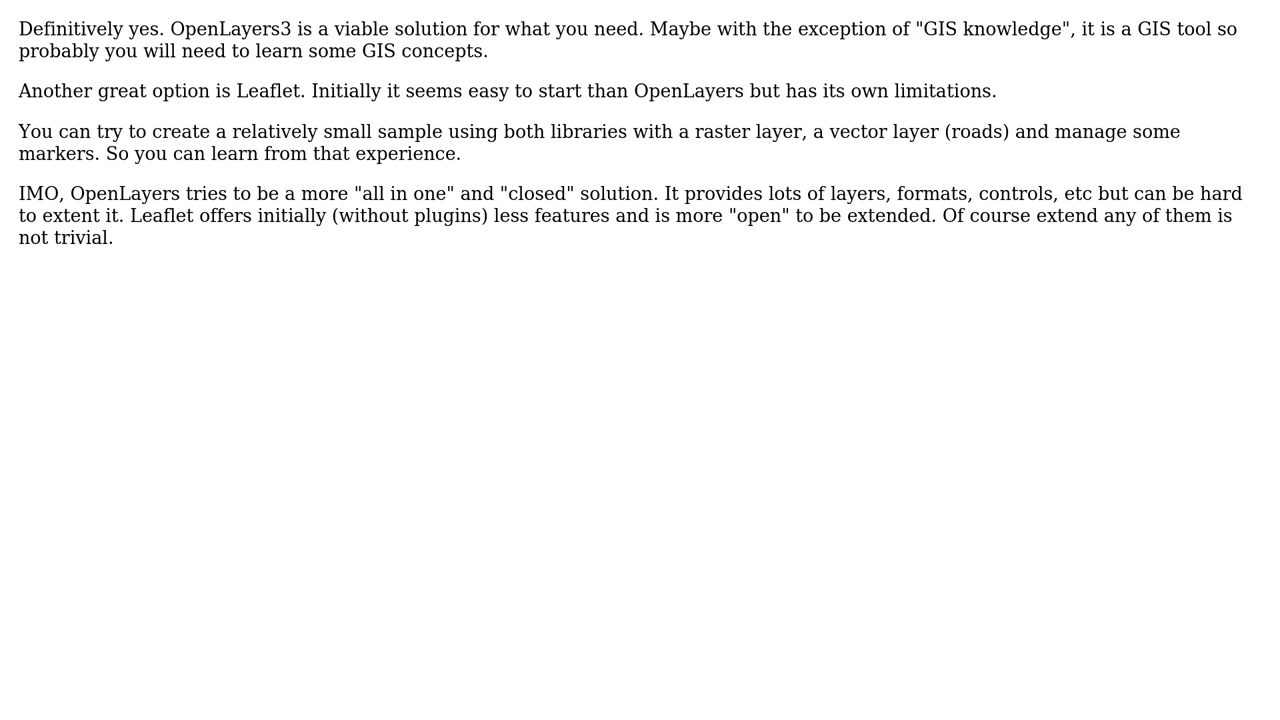 Definitively yes. OpenLayers3 is a viable solution for what you need. Maybe with the exception of "GIS knowledge", it is a GIS tool so
probably you will need to learn some GIS concepts.
Another great option is Leaflet. Initially it seems easy to start than OpenLayers but has its own limitations.
You can try to create a relatively small sample using both libraries with a raster layer, a vector layer (roads) and manage some
markers. So you can learn from that experience.
IMO, OpenLayers tries to be a more "all in one" and "closed" solution. It provides lots of layers, formats, controls, etc but can be hard
to extent it. Leaflet offers initially (without plugins) less features and is more "open" to be extended. Of course extend any of them is
not trivial.